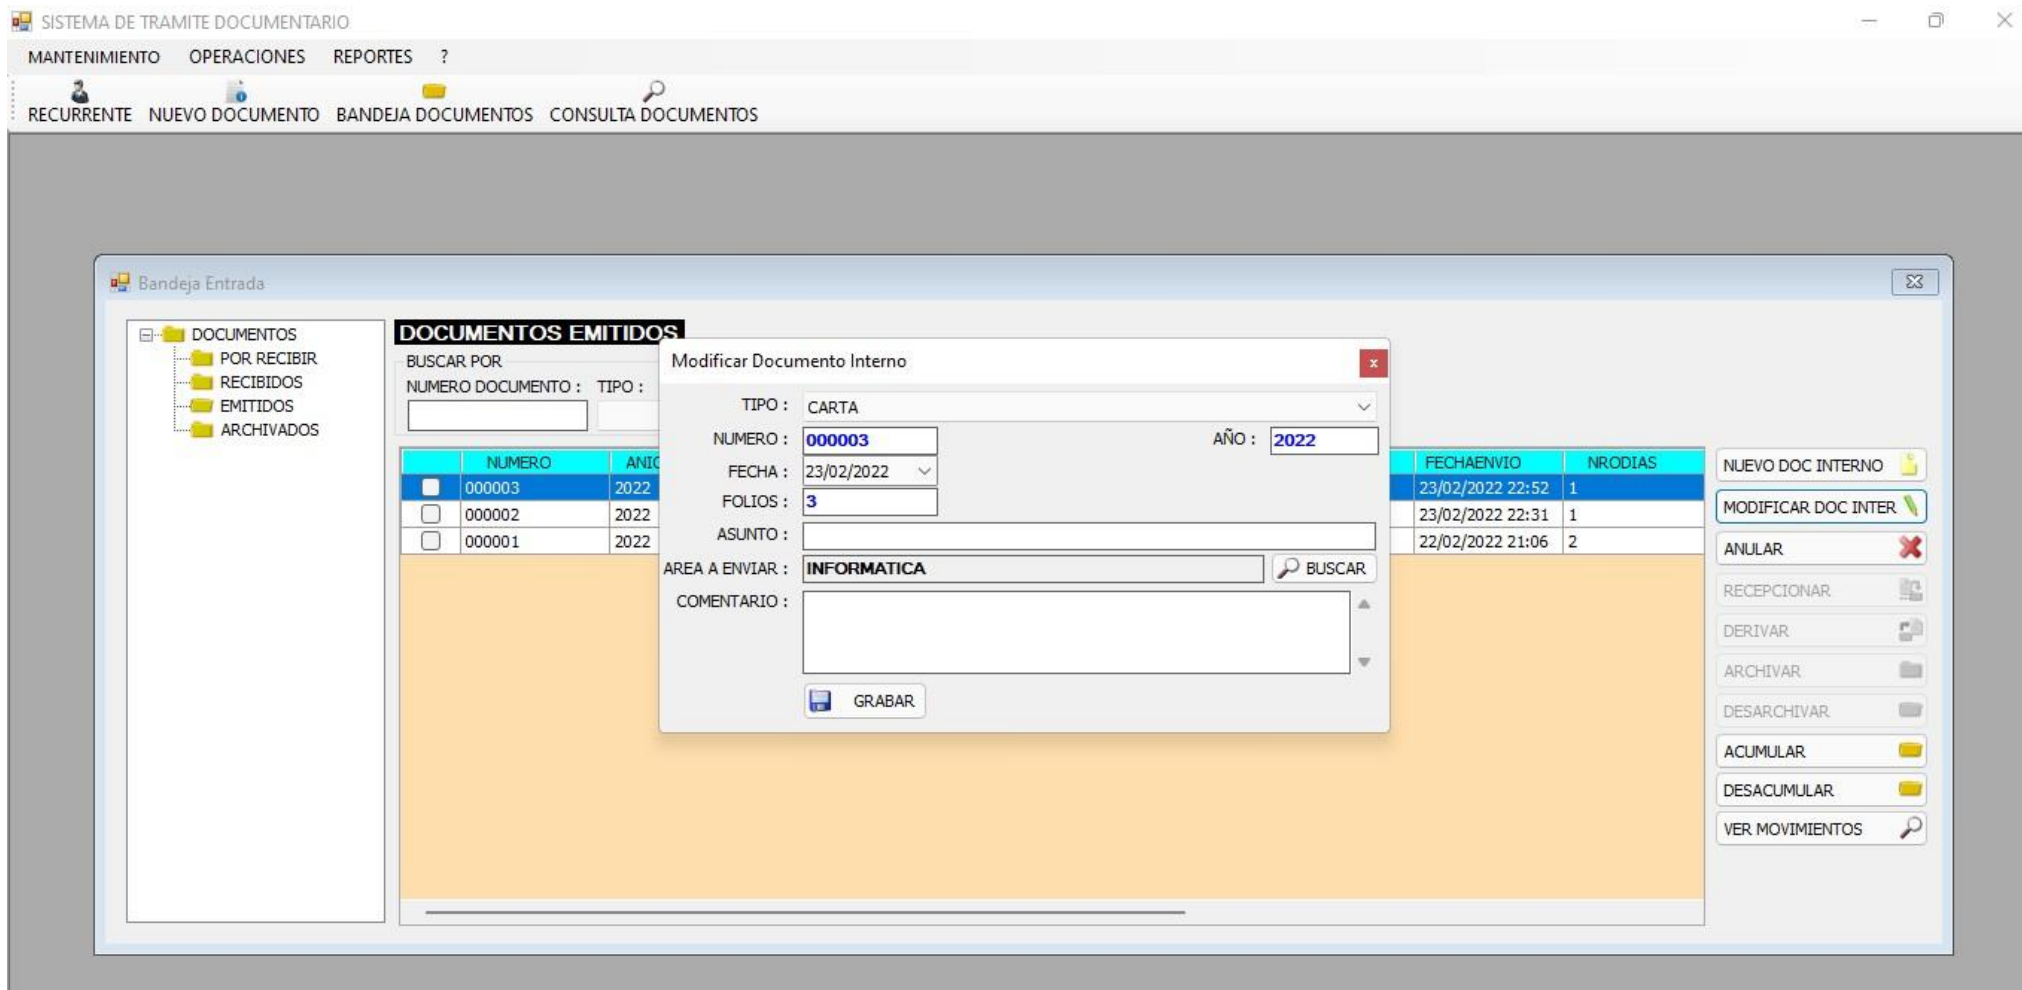 SISTEMA DE TRAMITE DOCUMENTARIO
MANTENIMIENTO OPERACIONES REPORTES ?
RECURRENTE NUEVO DOCUMENTO BANDEJA DOCUMENTOS CONSULTA DOCUMENTOS
Bandeja Entrada
DOCUMENTOS
POR RECIBIR
RECIBIDOS
EMITIDOS
ARCHIVADOS
DOCUMENTOS EMITIDOS
BUSCAR POR
NUMERO DOCUMENTO : TIPO :
NUMERO ANIO FECHAENVIO NRODIAS
000003 2022 23/02/2022 22:52 1
000002 2022 23/02/2022 22:31 1
000001 2022 22/02/2022 21:06 2
Modificar Documento Interno
TIPO : CARTA
NUMERO : 000003 AÑO : 2022
FECHA : 23/02/2022
FOLIOS : 3
ASUNTO :
AREA A ENVIAR : INFORMATICA BUSCAR
COMENTARIO :
GRABAR
NUEVO DOC INTERNO
MODIFICAR DOC INTER
ANULAR
RECEPCIONAR
DERIVAR
ARCHIVAR
DESARCHIVAR
ACUMULAR
DESACUMULAR
VER MOVIMIENTOS